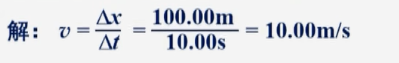 解： v = Δx/Δt = 100.00m/10.00s = 10.00m/s